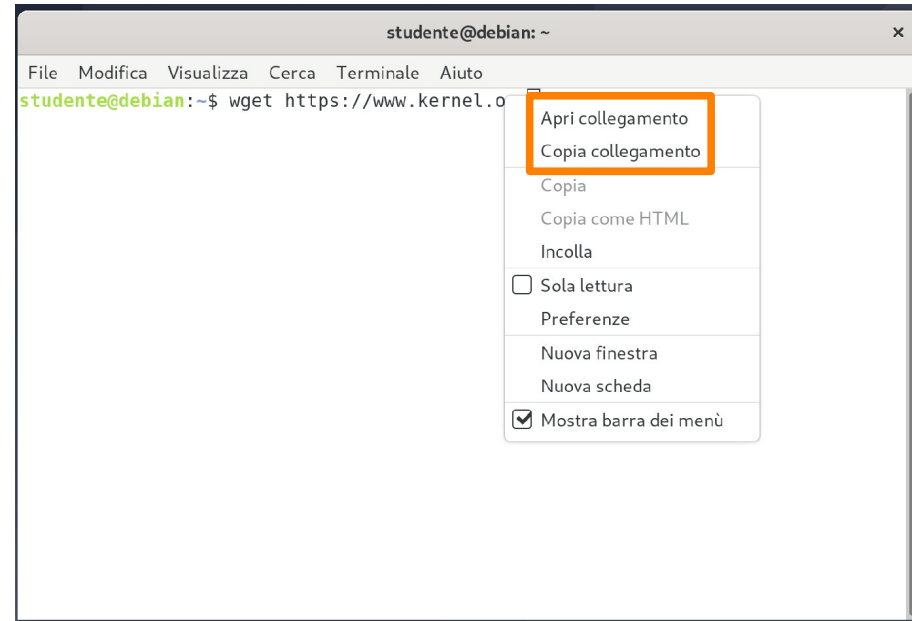 studente@debian: ~
×
File Modifica Visualizza Cerca Terminale Aiuto
studente@debian:~$ wget https://www.kernel.o
Apri collegamento
Copia collegamento
Copia
Copia come HTML
Incolla
Sola lettura
Preferenze
Nuova finestra
Nuova scheda
Mostra barra dei menù